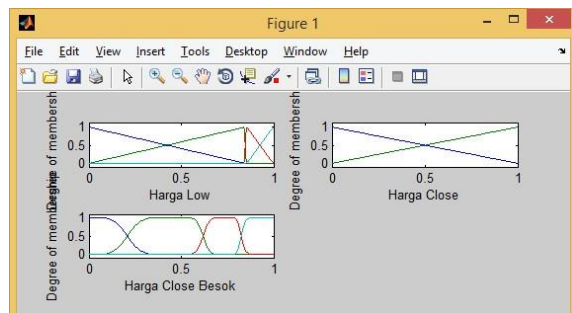 Figure 1
File Edit View Insert Tools Desktop Window Help
Degree of membersh
1
0.5
0
0 0.5 1
Harga Low
Degree of membersh
1
0.5
0
0 0.5 1
Harga Close
Degree of membership
1
0.5
0
0 0.5 1
Harga Close Besok